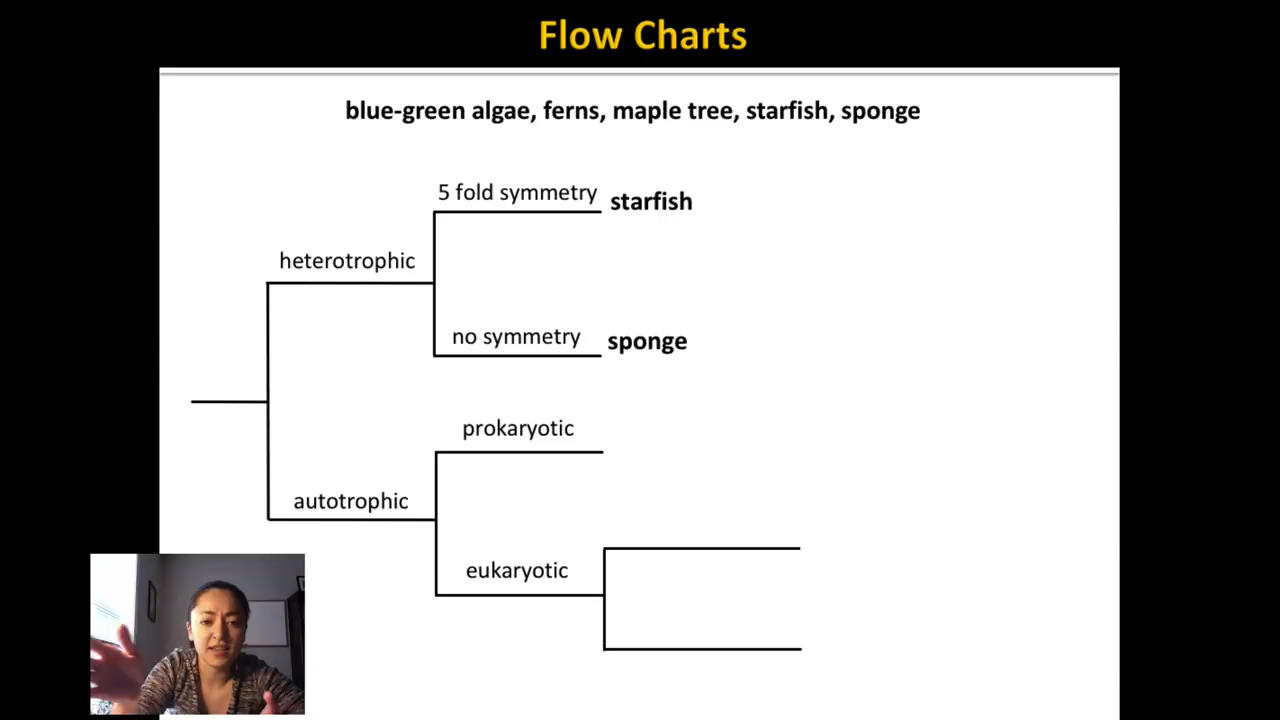 Flow Charts
blue-green algae, ferns, maple tree, starfish, sponge
5 fold symmetry
starfish
heterotrophic
no symmetry
sponge
prokaryotic
autotrophic
eukaryotic